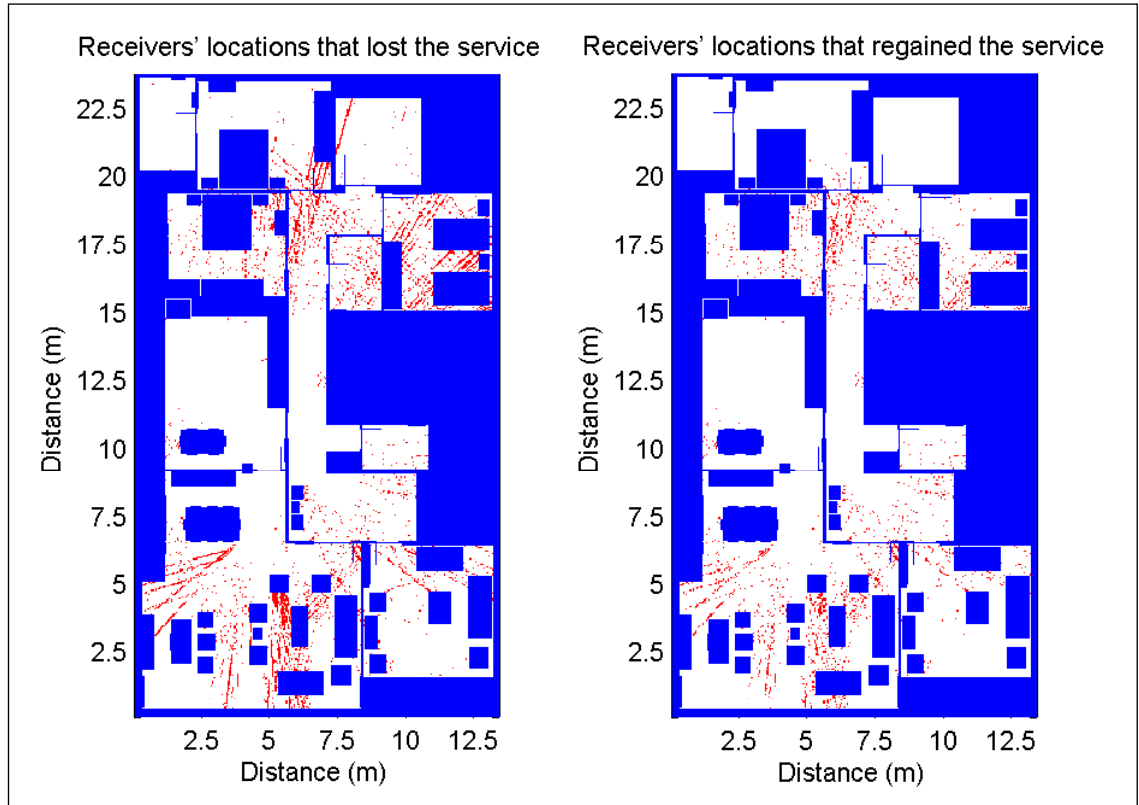 Receivers' locations that lost the service
22.5
20
17.5
15
12.5
10
7.5
5
2.5
Distance (m)
2.5 5 7.5 10 12.5
Distance (m)
Receivers' locations that regained the service
22.5
20
17.5
15
12.5
10
7.5
5
2.5
Distance (m)
2.5 5 7.5 10 12.5
Distance (m)